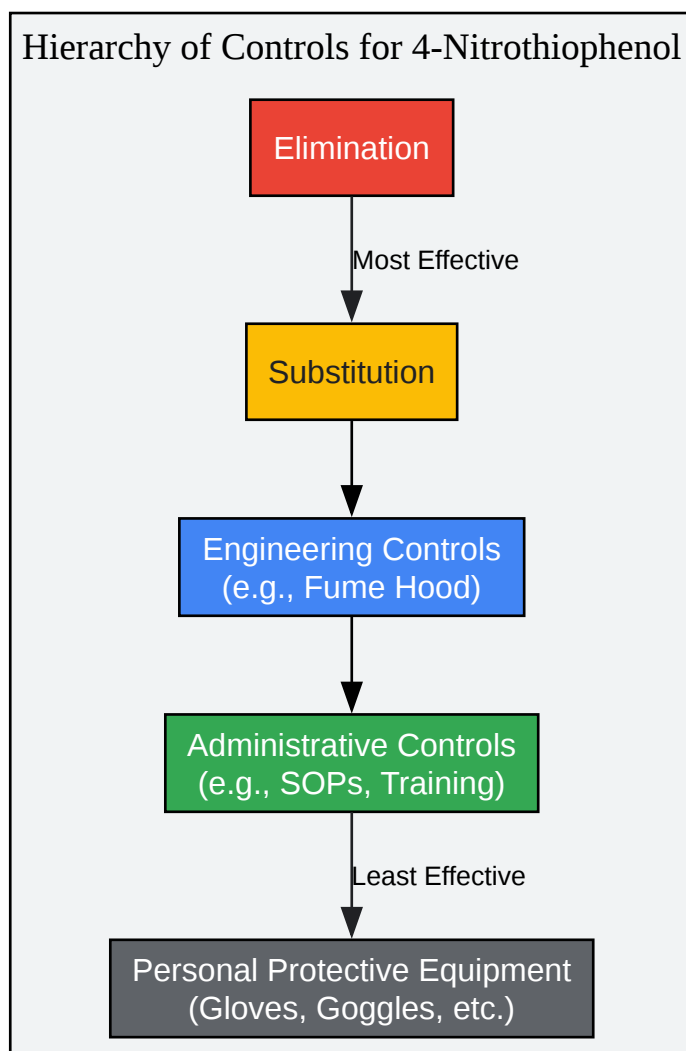 Hierarchy of Controls for 4-Nitrothiophenol
Elimination
Most Effective
Substitution
Engineering Controls
(e.g., Fume Hood)
Administrative Controls
(e.g., SOPs, Training)
Least Effective
Personal Protective Equipment
(Gloves, Goggles, etc.)